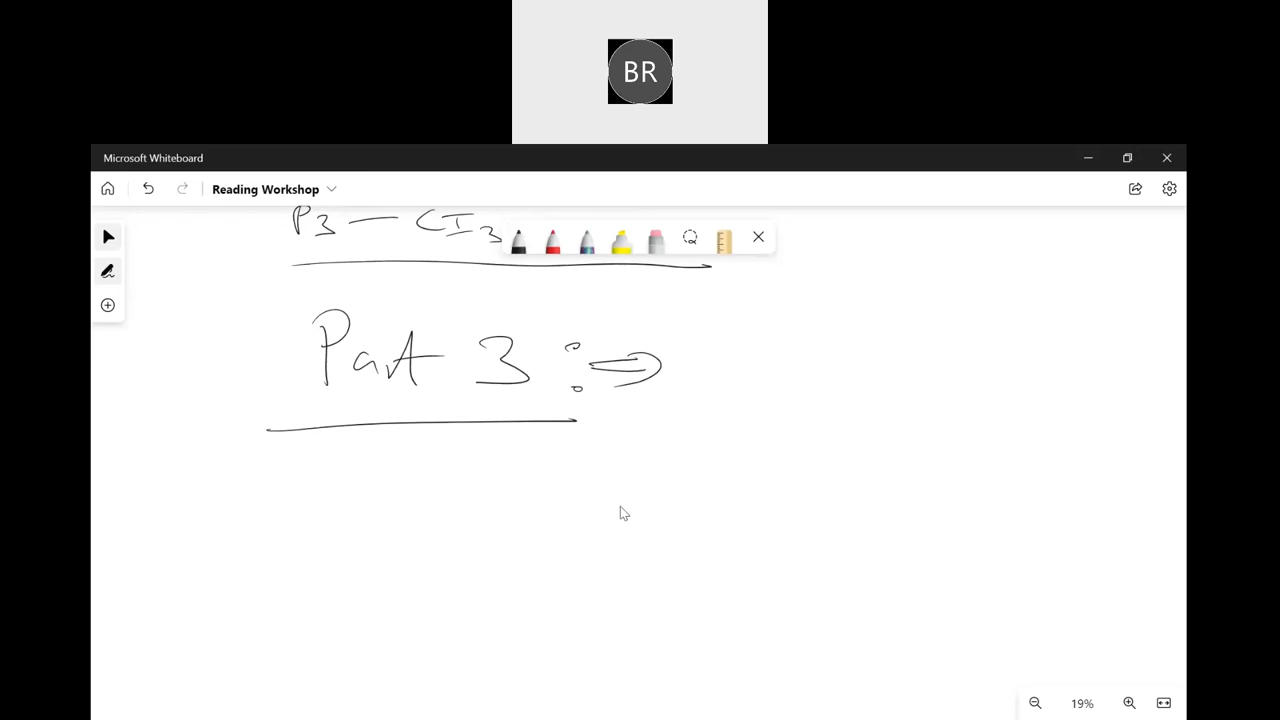 BR
Microsoft Whiteboard
Reading Workshop
P3 — CI3
Part 3 :⇒
19%